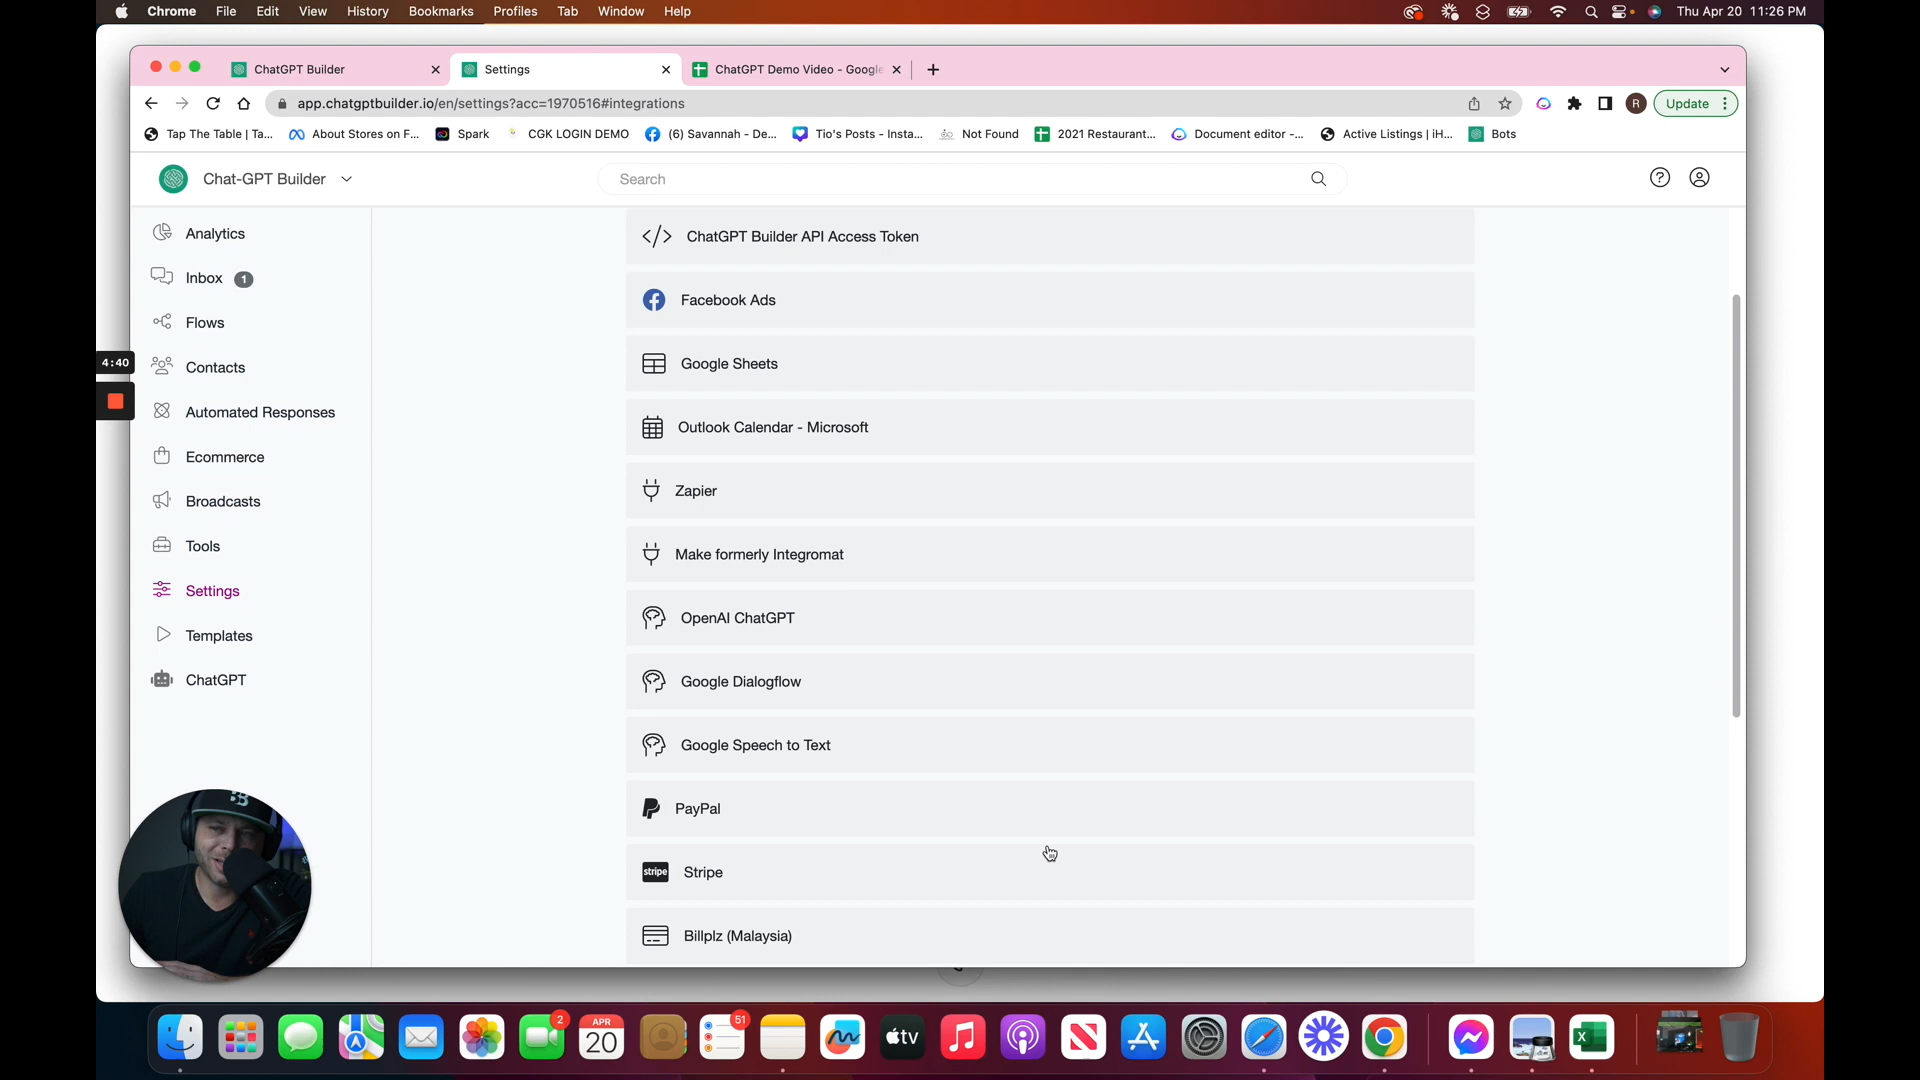 Chrome File Edit View History Bookmarks Profiles Tab Window Help Thu Apr 20 11:26 PM
ChatGPT Builder Settings ChatGPT Demo Video - Google
app.chatgptbuilder.io/en/settings?acc=1970516#integrations R Update
Tap The Table | Ta... About Stores on F... Spark CGK LOGIN DEMO (6) Savannah - De... Tio's Posts - Insta... Not Found 2021 Restaurant... Document editor -... Active Listings | iH... Bots
Chat-GPT Builder Search
Analytics
Inbox 1
Flows
4:40
Contacts
Automated Responses
Ecommerce
Broadcasts
Tools
Settings
Templates
ChatGPT
ChatGPT Builder API Access Token
Facebook Ads
Google Sheets
Outlook Calendar - Microsoft
Zapier
Make formerly Integromat
OpenAI ChatGPT
Google Dialogflow
Google Speech to Text
PayPal
stripe Stripe
Billplz (Malaysia)
2 APR 20 51 tv